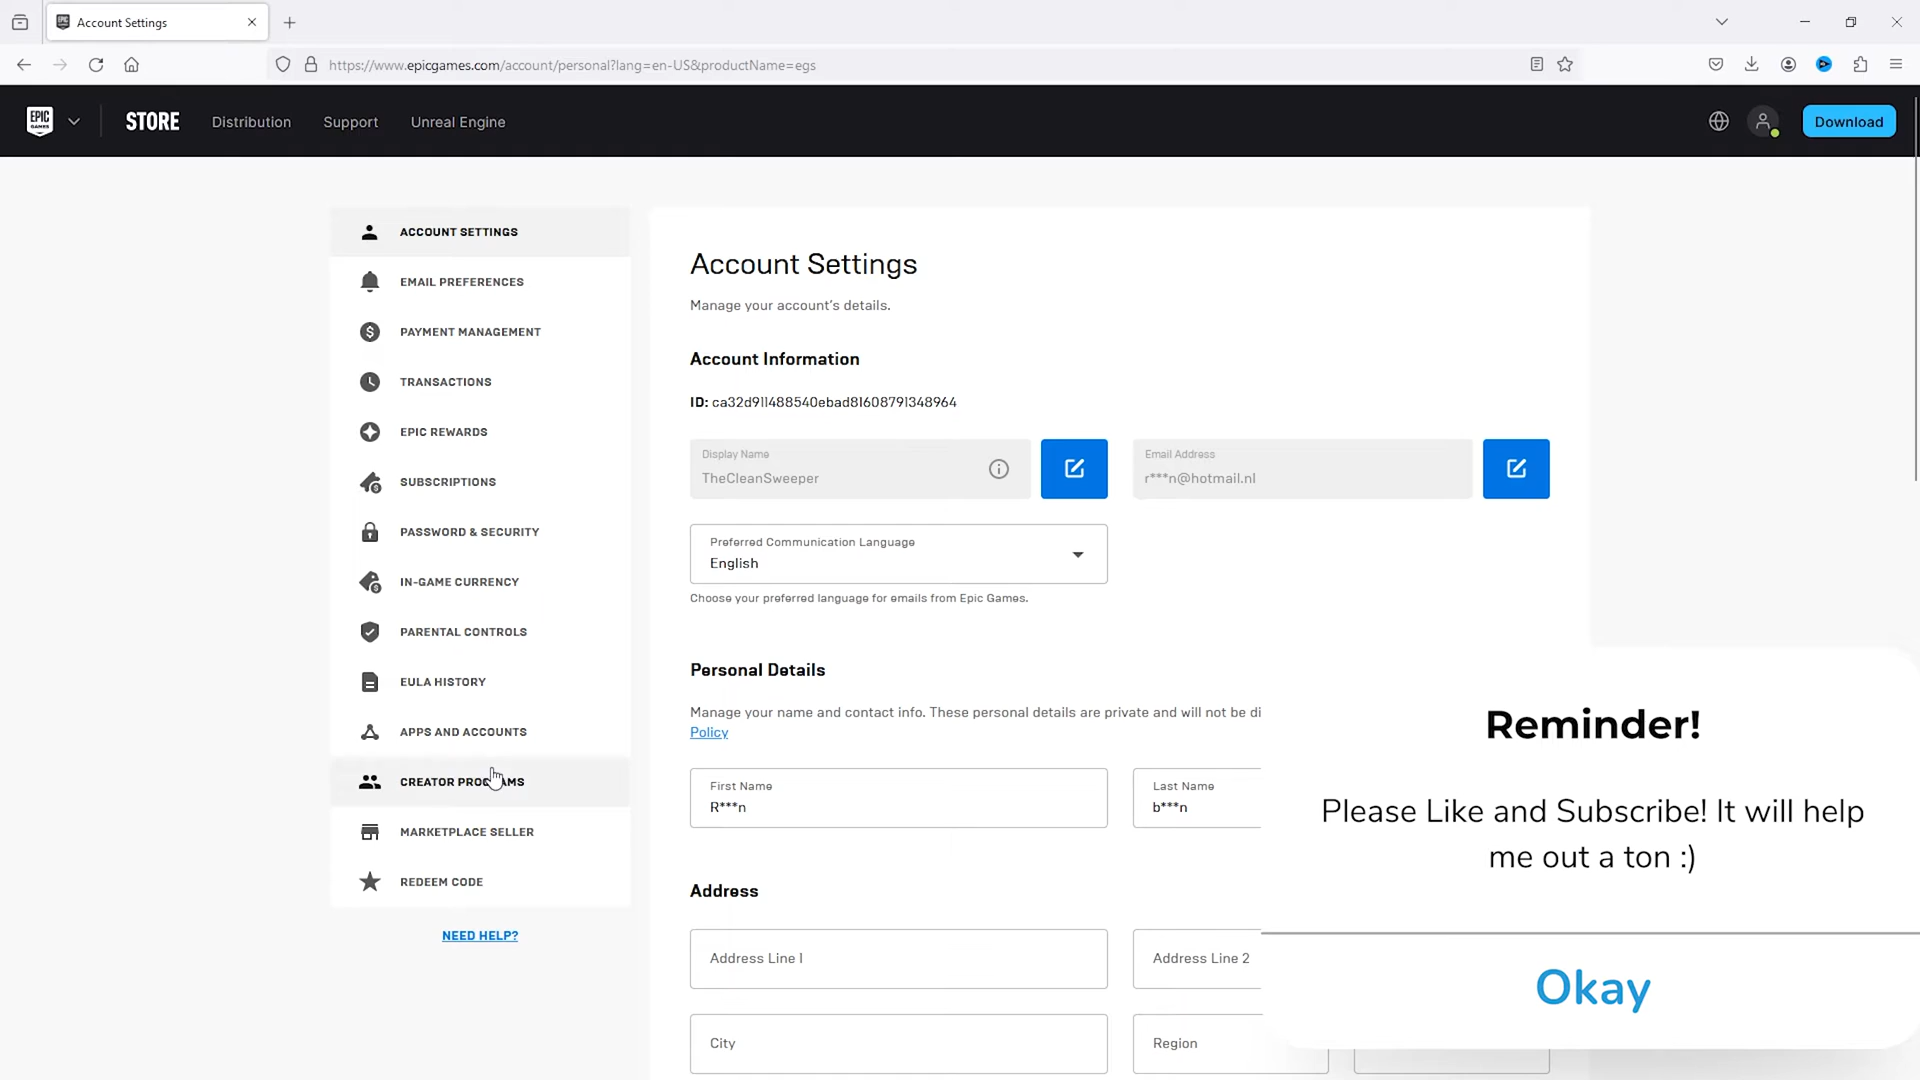 Account Settings
https://www.epicgames.com/account/personal?lang=en-US&productName=egs
EPIC GAMES
STORE
Distribution
Support
Unreal Engine
Download
ACCOUNT SETTINGS
EMAIL PREFERENCES
PAYMENT MANAGEMENT
TRANSACTIONS
EPIC REWARDS
SUBSCRIPTIONS
PASSWORD & SECURITY
IN-GAME CURRENCY
PARENTAL CONTROLS
EULA HISTORY
APPS AND ACCOUNTS
CREATOR PROGRAMS
MARKETPLACE SELLER
REDEEM CODE
NEED HELP?
Account Settings
Manage your account's details.
Account Information
ID: ca32d911488540ebad81608791348964
Display Name
TheCleanSweeper
Email Address
r***n@hotmail.nl
Preferred Communication Language
English
Choose your preferred language for emails from Epic Games.
Personal Details
Manage your name and contact info. These personal details are private and will not be di
Policy
First Name
R***n
Last Name
b***n
Address
Address Line 1
Address Line 2
City
Region
Reminder!
Please Like and Subscribe! It will help
me out a ton :)
Okay